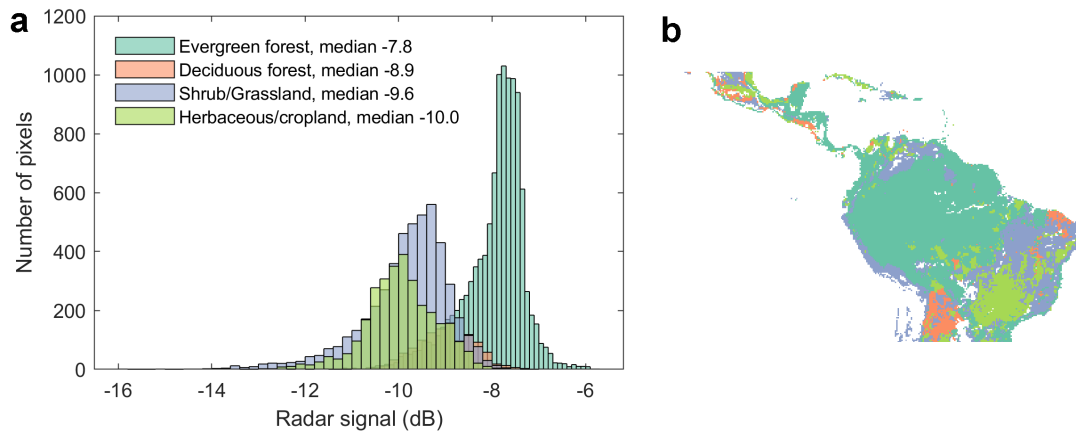 a
1200
1000
800
600
400
200
0
Number of pixels
Evergreen forest, median -7.8
Deciduous forest, median -8.9
Shrub/Grassland, median -9.6
Herbaceous/cropland, median -10.0
-16 -14 -12 -10 -8 -6
Radar signal (dB)
b